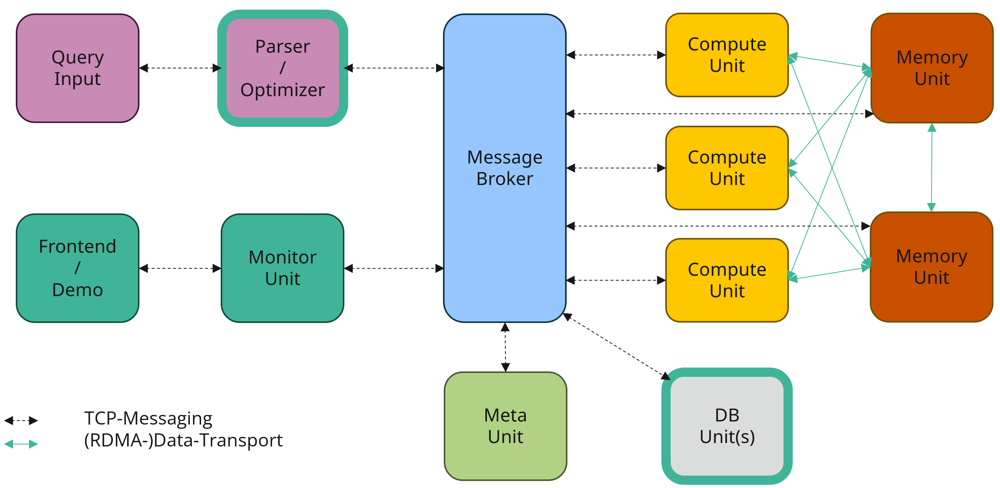 Query
Input
Parser
/
Optimizer
Message
Broker
Compute
Unit
Memory
Unit
Compute
Unit
Frontend
/
Demo
Monitor
Unit
Compute
Unit
Memory
Unit
Meta
Unit
DB
Unit(s)
TCP-Messaging
(RDMA-)Data-Transport